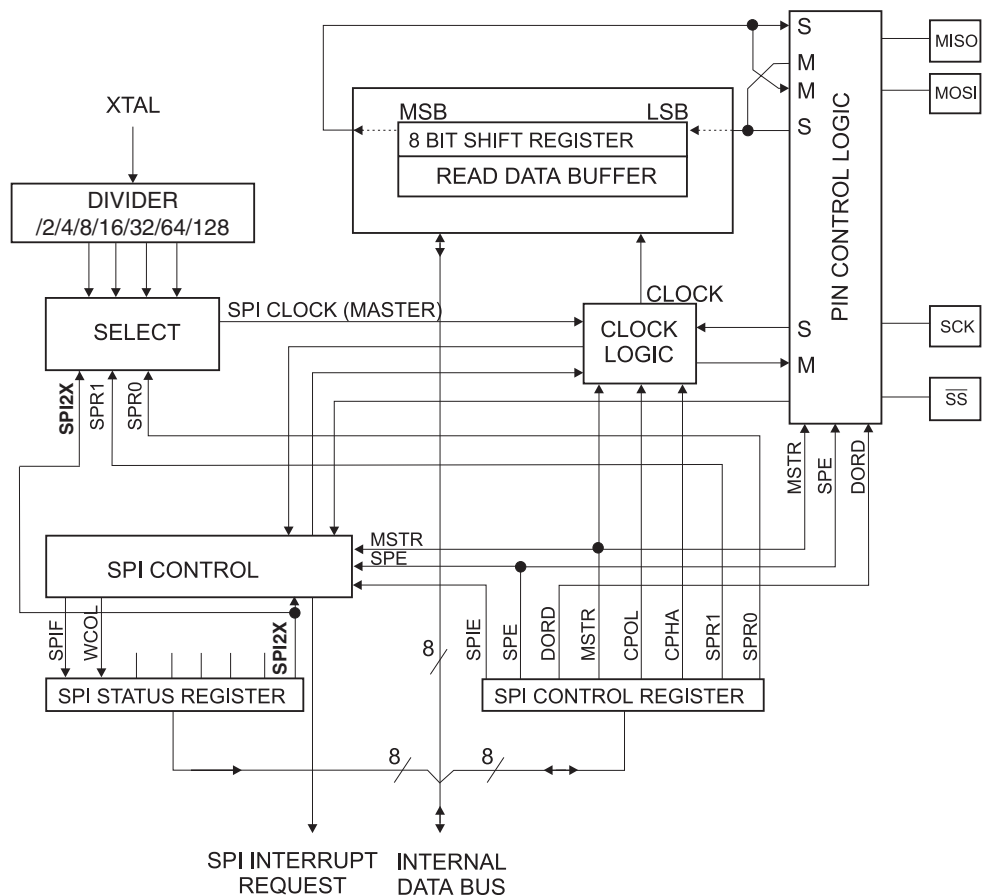 S
MISO
M
M
MOSI
S
XTAL
MSB
LSB
8 BIT SHIFT REGISTER
READ DATA BUFFER
PIN CONTROL LOGIC
DIVIDER
/2/4/8/16/32/64/128
SPI CLOCK (MASTER)
CLOCK
SELECT
CLOCK
LOGIC
S
M
SCK
SS
SPI2X
SPR1
SPR0
MSTR
SPE
DORD
MSTR
SPE
SPI CONTROL
SPIF
WCOL
SPI2X
8
SPIE
SPE
DORD
MSTR
CPOL
CPHA
SPR1
SPR0
SPI STATUS REGISTER
SPI CONTROL REGISTER
8
8
SPI INTERRUPT
REQUEST
INTERNAL
DATA BUS